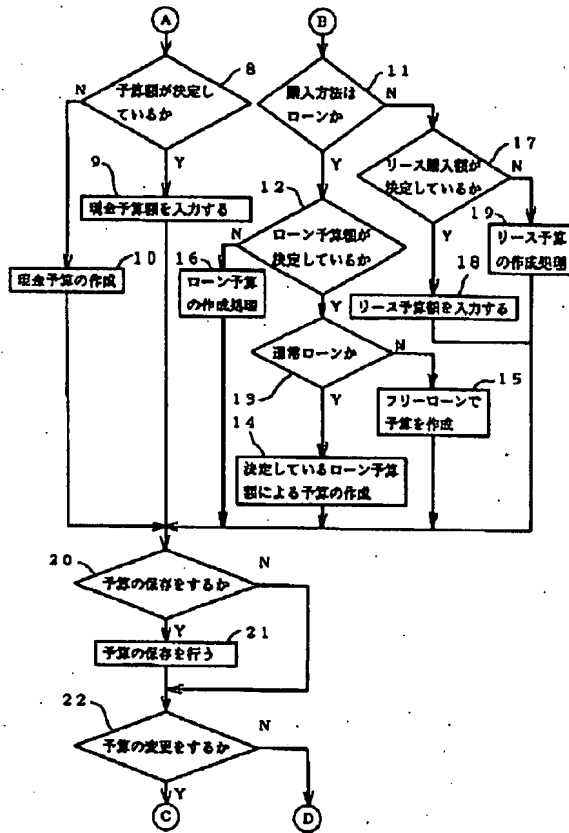 A
B
予算額が決定し
ているか
8
N
Y
9
現金予算額を入力する
現金予算の作成
10
購入方法は
ローンか
11
N
Y
リース購入額が
決定しているか
17
N
Y
12
ローン予算額が
決定しているか
N
Y
16
ローン予算
の作成処理
19
リース予算
の作成処理
18
リース予算額を入力する
通常ローンか
13
N
Y
15
フリーローンで
予算を作成
14
決定しているローン予算
額による予算の作成
20
予算の保存をするか
N
Y
21
予算の保存を行う
22
予算の変更をするか
N
Y
C
D